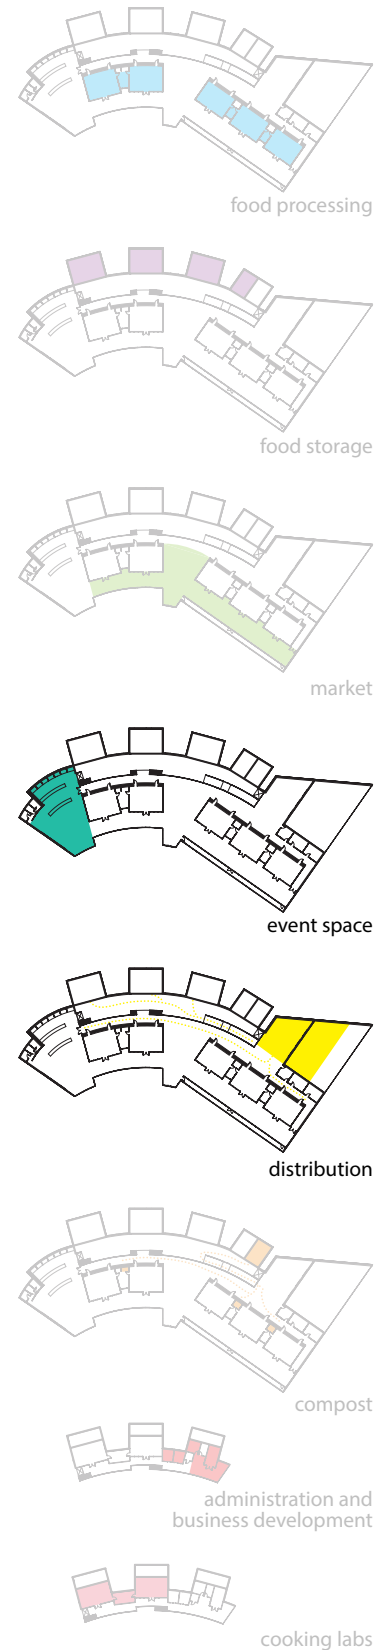 food processing
food storage
market
event space
distribution
compost
administration and
business development
cooking labs